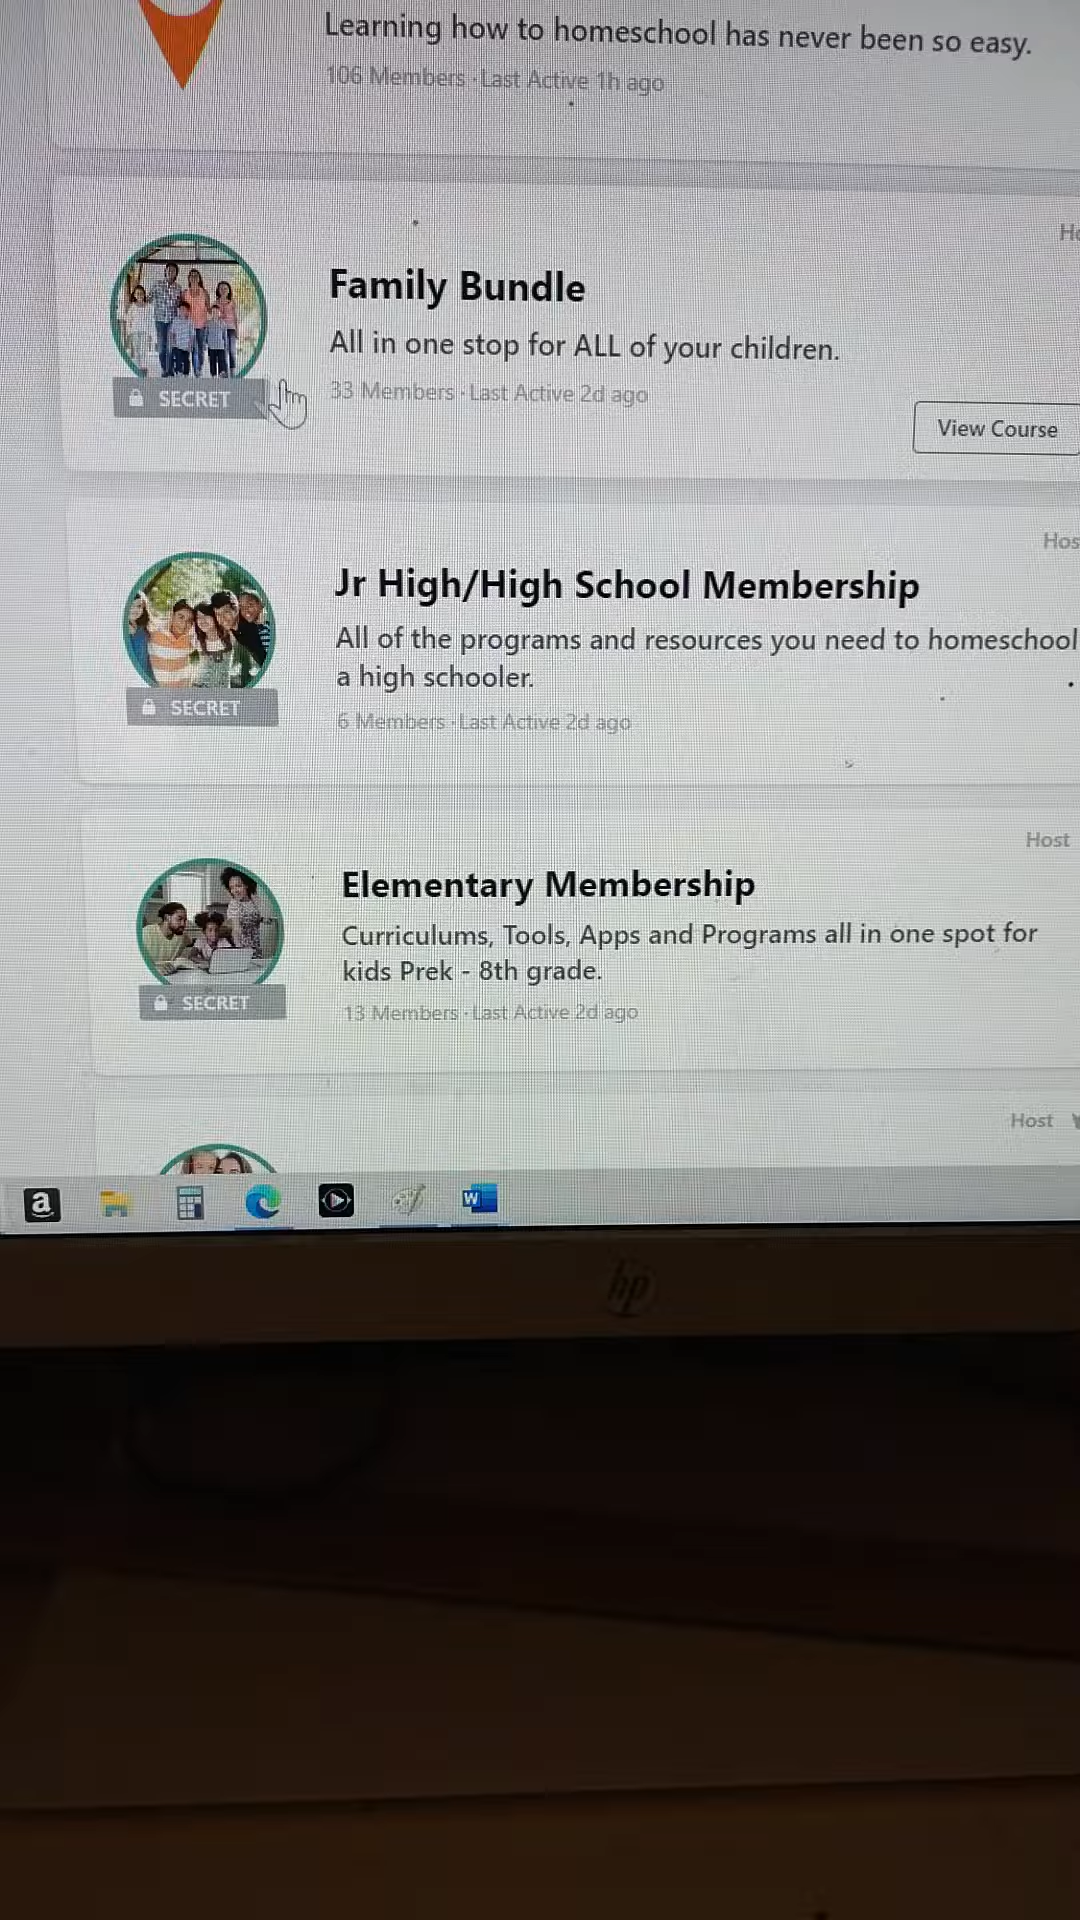 Learning how to homeschool has never been so easy.
106 Members · Last Active 1h ago
Family Bundle
All in one stop for ALL of your children.
SECRET
33 Members · Last Active 2d ago
View Course
Jr High/High School Membership
All of the programs and resources you need to homeschool
a high schooler.
SECRET
6 Members · Last Active 2d ago
Host
Elementary Membership
Curriculums, Tools, Apps and Programs all in one spot for
kids Prek - 8th grade.
SECRET
13 Members · Last Active 2d ago
Host
a
W
hp